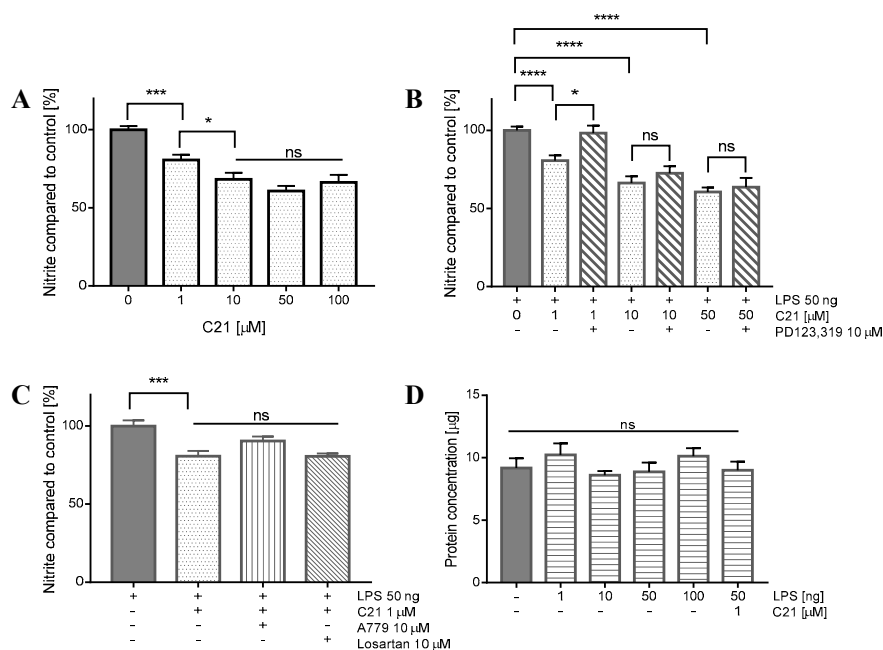 A
Nitrite compared to control [%]
100
50
0
***
*
ns
0 1 10 50 100
C21 [µM]
B
Nitrite compared to control [%]
100
50
0
****
****
****
*
ns
ns
+ + + + + + + LPS 50 ng
0 1 1 10 10 50 50 C21 [µM]
- - + - + - + PD123,319 10 µM
C
Nitrite compared to control [%]
100
50
0
***
ns
+ + + + LPS 50 ng
- + + + C21 1 µM
- - + - A779 10 µM
- - - + Losartan 10 µM
D
Protein concentration [µg]
15
10
5
0
ns
- 1 10 50 100 50 LPS [ng]
- - - - - 1 C21 [µM]